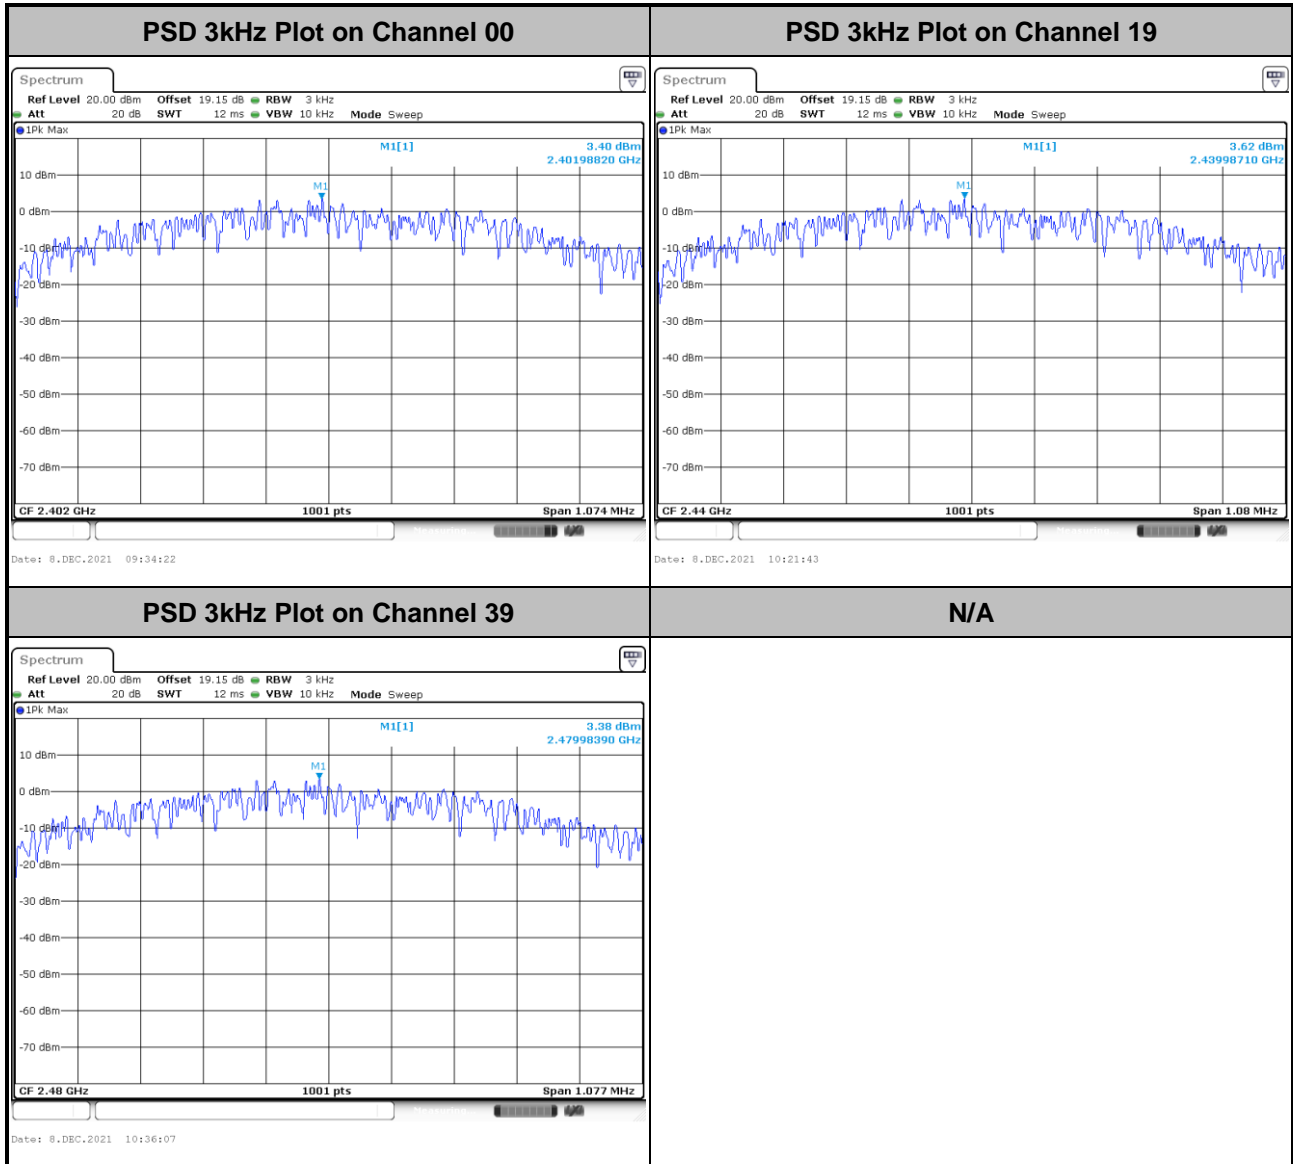 PSD 3kHz Plot on Channel 00
Spectrum
Ref Level 20.00 dBm Offset 19.15 dB RBW 3 kHz
Att 20 dB SWT 12 ms VBW 10 kHz Mode Sweep
1Pk Max
M1[1] 3.40 dBm
2.40198820 GHz
M1
10 dBm
0 dBm
-10 dBm
-20 dBm
-30 dBm
-40 dBm
-50 dBm
-60 dBm
-70 dBm
CF 2.402 GHz 1001 pts Span 1.074 MHz
Measuring...
Date: 8.DEC.2021 09:34:22
PSD 3kHz Plot on Channel 19
Spectrum
Ref Level 20.00 dBm Offset 19.15 dB RBW 3 kHz
Att 20 dB SWT 12 ms VBW 10 kHz Mode Sweep
1Pk Max
M1[1] 3.62 dBm
2.43998710 GHz
M1
10 dBm
0 dBm
-10 dBm
-20 dBm
-30 dBm
-40 dBm
-50 dBm
-60 dBm
-70 dBm
CF 2.44 GHz 1001 pts Span 1.08 MHz
Measuring...
Date: 8.DEC.2021 10:21:43
PSD 3kHz Plot on Channel 39
Spectrum
Ref Level 20.00 dBm Offset 19.15 dB RBW 3 kHz
Att 20 dB SWT 12 ms VBW 10 kHz Mode Sweep
1Pk Max
M1[1] 3.38 dBm
2.47998390 GHz
M1
10 dBm
0 dBm
-10 dBm
-20 dBm
-30 dBm
-40 dBm
-50 dBm
-60 dBm
-70 dBm
CF 2.48 GHz 1001 pts Span 1.077 MHz
Measuring...
Date: 8.DEC.2021 10:36:07
N/A